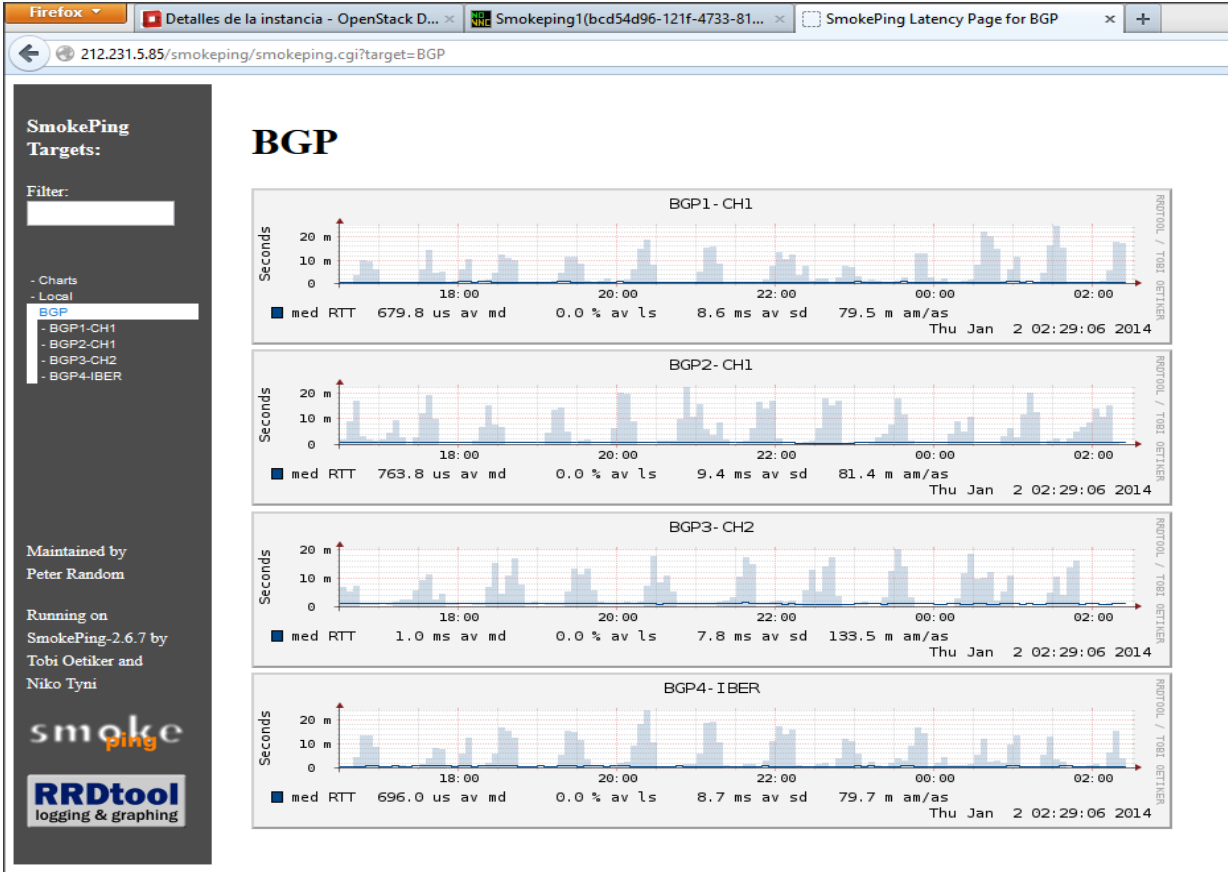 Firefox
Detalles de la instancia - OpenStack D...
Smokeping1(bcd54d96-121f-4733-81...
SmokePing Latency Page for BGP
212.231.5.85/smokeping/smokeping.cgi?target=BGP
SmokePing
Targets:
Filter:
- Charts
- Local
BGP
- BGP1-CH1
- BGP2-CH1
- BGP3-CH2
- BGP4-IBER
Maintained by
Peter Random
Running on
SmokePing-2.6.7 by
Tobi Oetiker and
Niko Tyni
smoke
ping
RRDtool
logging & graphing
BGP
BGP1-CH1
Seconds
20 m
10 m
0
18:00 20:00 22:00 00:00 02:00
med RTT 679.8 us av md 0.0 % av ls 8.6 ms av sd 79.5 m am/as
Thu Jan 2 02:29:06 2014
RRDTOOL / TOBI OETIKER
BGP2-CH1
Seconds
20 m
10 m
0
18:00 20:00 22:00 00:00 02:00
med RTT 763.8 us av md 0.0 % av ls 9.4 ms av sd 81.4 m am/as
Thu Jan 2 02:29:06 2014
RRDTOOL / TOBI OETIKER
BGP3-CH2
Seconds
20 m
10 m
0
18:00 20:00 22:00 00:00 02:00
med RTT 1.0 ms av md 0.0 % av ls 7.8 ms av sd 133.5 m am/as
Thu Jan 2 02:29:06 2014
RRDTOOL / TOBI OETIKER
BGP4-IBER
Seconds
20 m
10 m
0
18:00 20:00 22:00 00:00 02:00
med RTT 696.0 us av md 0.0 % av ls 8.7 ms av sd 79.7 m am/as
Thu Jan 2 02:29:06 2014
RRDTOOL / TOBI OETIKER